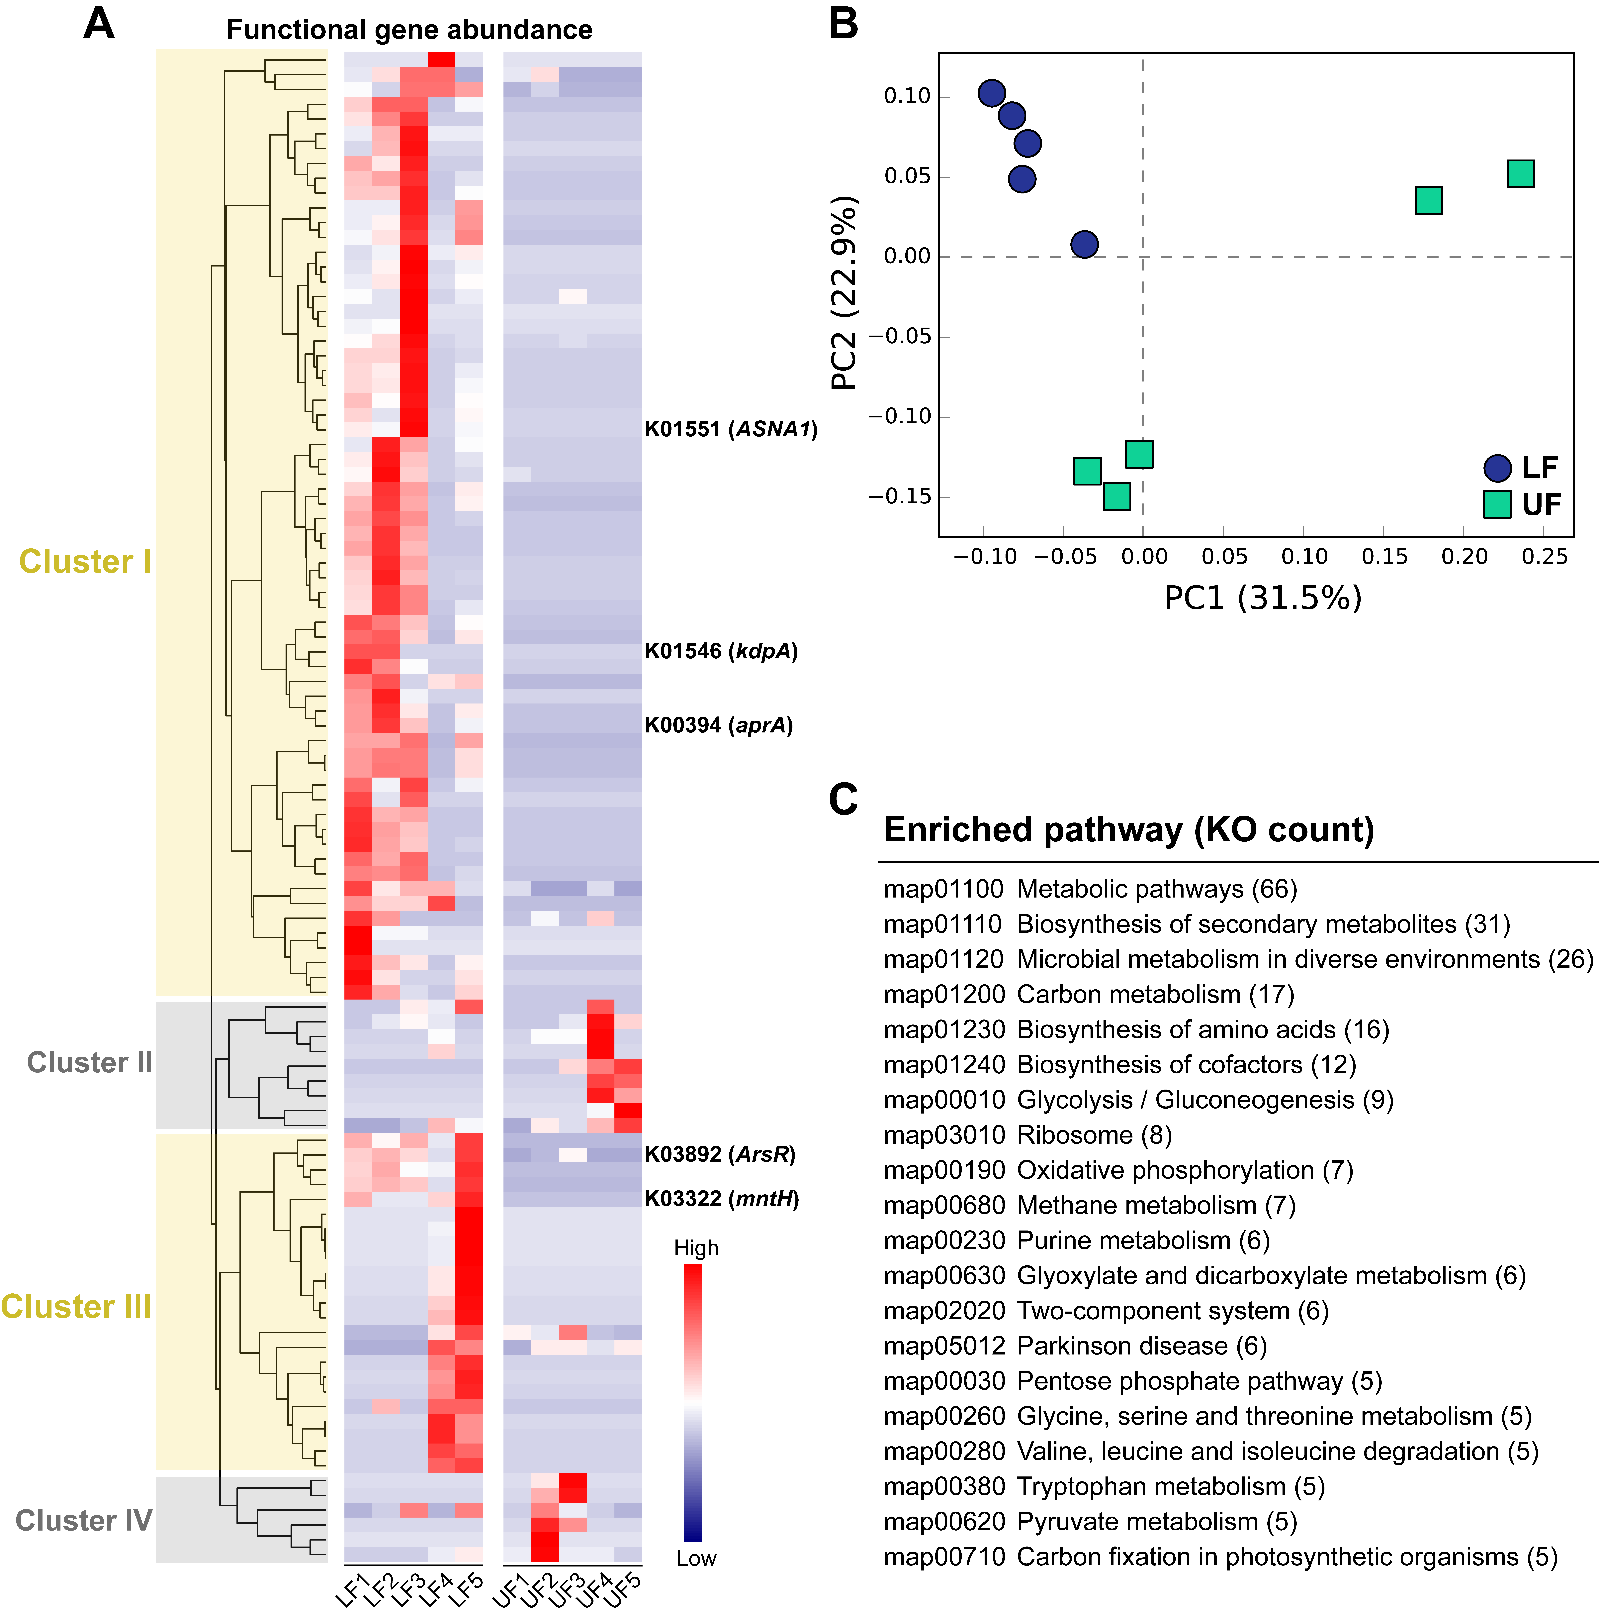 A
Functional gene abundance
Cluster I
Cluster II
Cluster III
Cluster IV
K01551 (ASNA1)
K01546 (kdpA)
K00394 (aprA)
K03892 (ArsR)
K03322 (mntH)
High
Low
LF1 LF2 LF3 LF4 LF5 UF1 UF2 UF3 UF4 UF5
B
PC2 (22.9%)
0.10
0.05
0.00
−0.05
−0.10
−0.15
LF
UF
−0.10 −0.05 0.00 0.05 0.10 0.15 0.20 0.25
PC1 (31.5%)
C
Enriched pathway (KO count)
map01100 Metabolic pathways (66)
map01110 Biosynthesis of secondary metabolites (31)
map01120 Microbial metabolism in diverse environments (26)
map01200 Carbon metabolism (17)
map01230 Biosynthesis of amino acids (16)
map01240 Biosynthesis of cofactors (12)
map00010 Glycolysis / Gluconeogenesis (9)
map03010 Ribosome (8)
map00190 Oxidative phosphorylation (7)
map00680 Methane metabolism (7)
map00230 Purine metabolism (6)
map00630 Glyoxylate and dicarboxylate metabolism (6)
map02020 Two-component system (6)
map05012 Parkinson disease (6)
map00030 Pentose phosphate pathway (5)
map00260 Glycine, serine and threonine metabolism (5)
map00280 Valine, leucine and isoleucine degradation (5)
map00380 Tryptophan metabolism (5)
map00620 Pyruvate metabolism (5)
map00710 Carbon fixation in photosynthetic organisms (5)